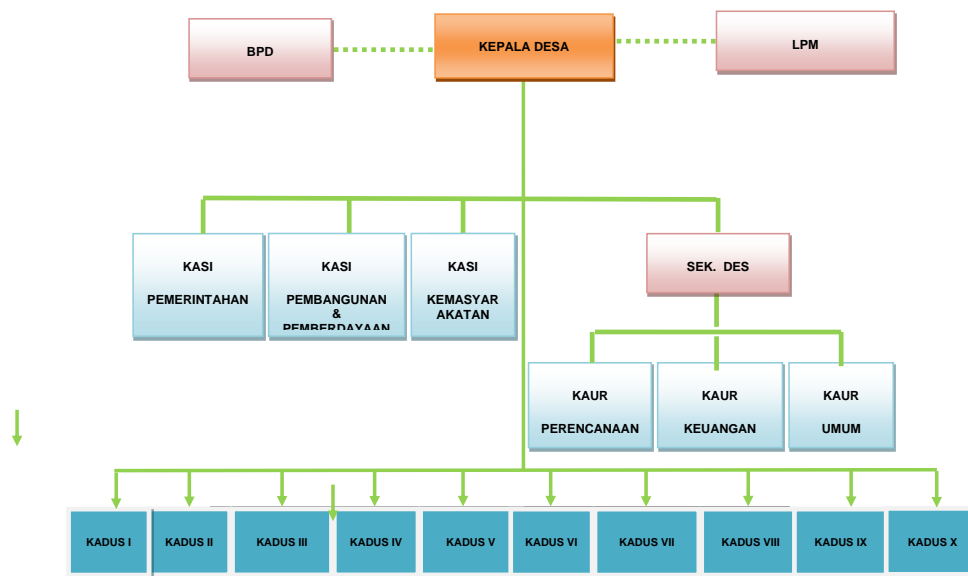 BPD
KEPALA DESA
LPM
KASI
PEMERINTAHAN
KASI
PEMBANGUNAN
&
PEMBERDAYAAN
KASI
KEMASYAR
AKATAN
SEK. DES
KAUR
PERENCANAAN
KAUR
KEUANGAN
KAUR
UMUM
KADUS I
KADUS II
KADUS III
KADUS IV
KADUS V
KADUS VI
KADUS VII
KADUS VIII
KADUS IX
KADUS X